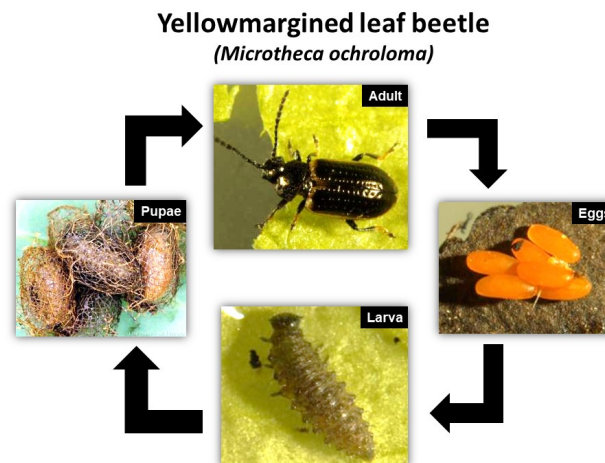 Yellowmargined leaf beetle
(Microtheca ochroloma)
Adult
Pupae
Eggs
Larva